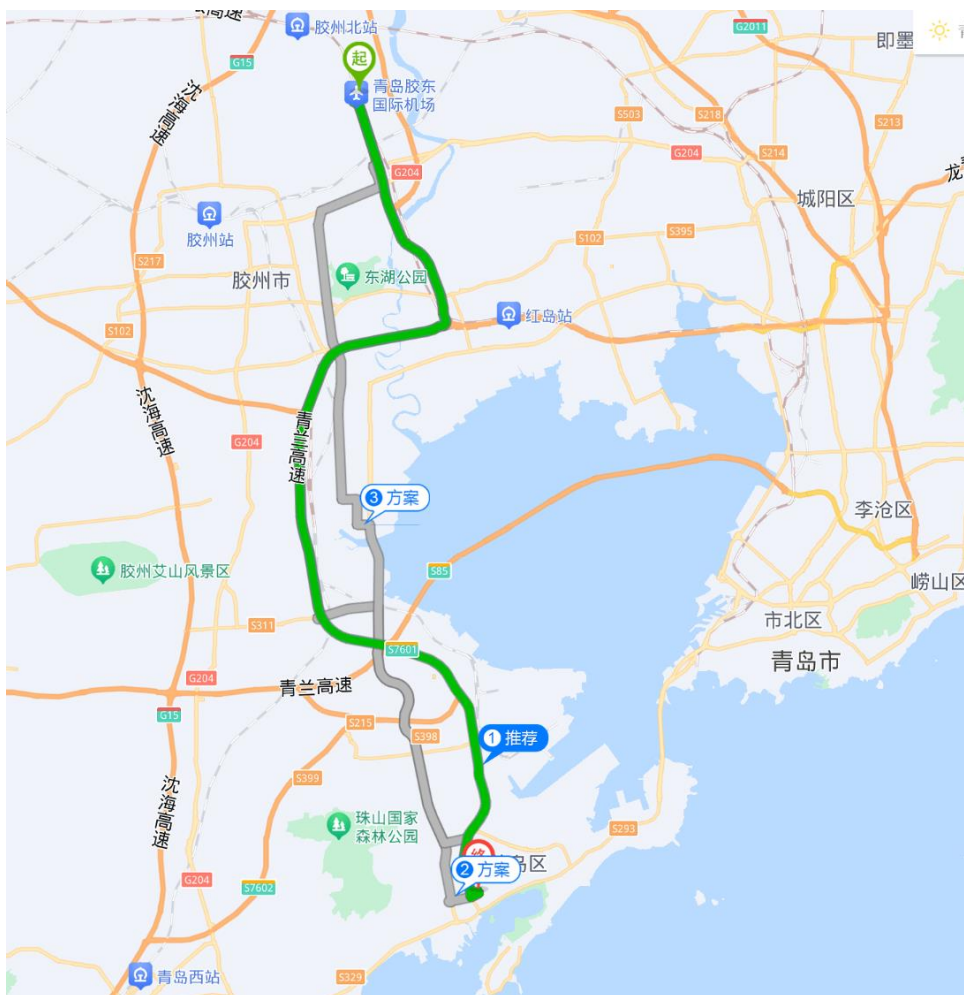 胶州北站
G2011
即墨
青
G15
沈海高速
起
青岛胶东
国际机场
S503
S218
S213
G204
G204
S214
城阳区
胶州站
S102
S395
S217
胶州市
东湖公园
红岛站
S102
沈海高速
青兰高速
G204
3 方案
李沧区
胶州艾山风景区
S85
崂山区
市北区
S311
S7601
青岛市
G204
青兰高速
G15
S215
S398
1 推荐
S399
沈海高速
珠山国家
森林公园
S293
终
岛区
2 方案
G204
S7602
青岛西站
S329